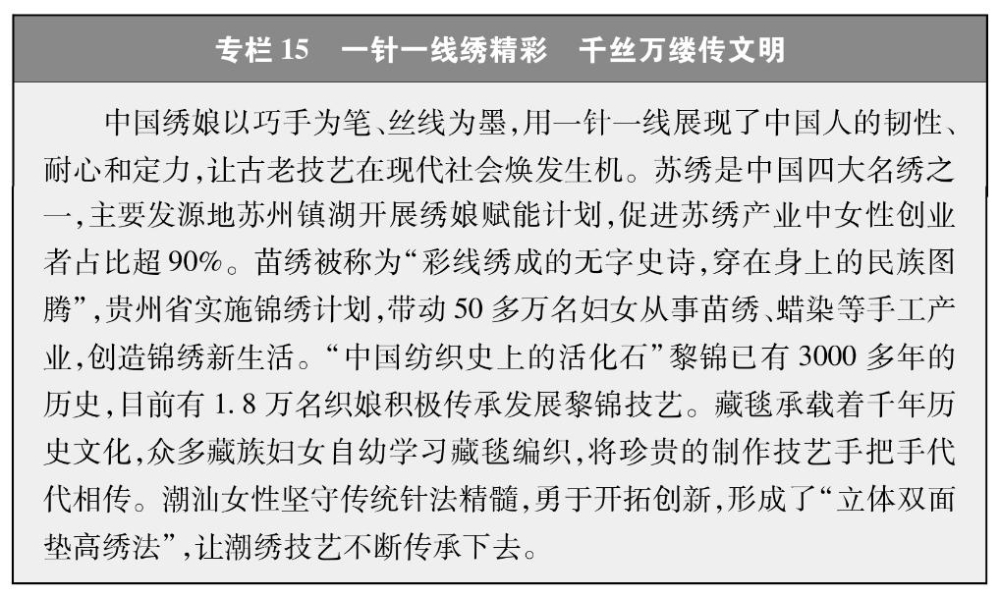 专栏 15 一针一线绣精彩 千丝万缕传文明
中国绣娘以巧手为笔、丝线为墨,用一针一线展现了中国人的韧性、
耐心和定力,让古老技艺在现代社会焕发生机。苏绣是中国四大名绣之
一,主要发源地苏州镇湖开展绣娘赋能计划,促进苏绣产业中女性创业
者占比超 90%。苗绣被称为“彩线绣成的无字史诗,穿在身上的民族图
腾”,贵州省实施锦绣计划,带动 50 多万名妇女从事苗绣、蜡染等手工产
业,创造锦绣新生活。“中国纺织史上的活化石”黎锦已有 3000 多年的
历史,目前有 1. 8 万名织娘积极传承发展黎锦技艺。藏毯承载着千年历
史文化,众多藏族妇女自幼学习藏毯编织,将珍贵的制作技艺手把手代
代相传。潮汕女性坚守传统针法精髓,勇于开拓创新,形成了“立体双面
垫高绣法”,让潮绣技艺不断传承下去。